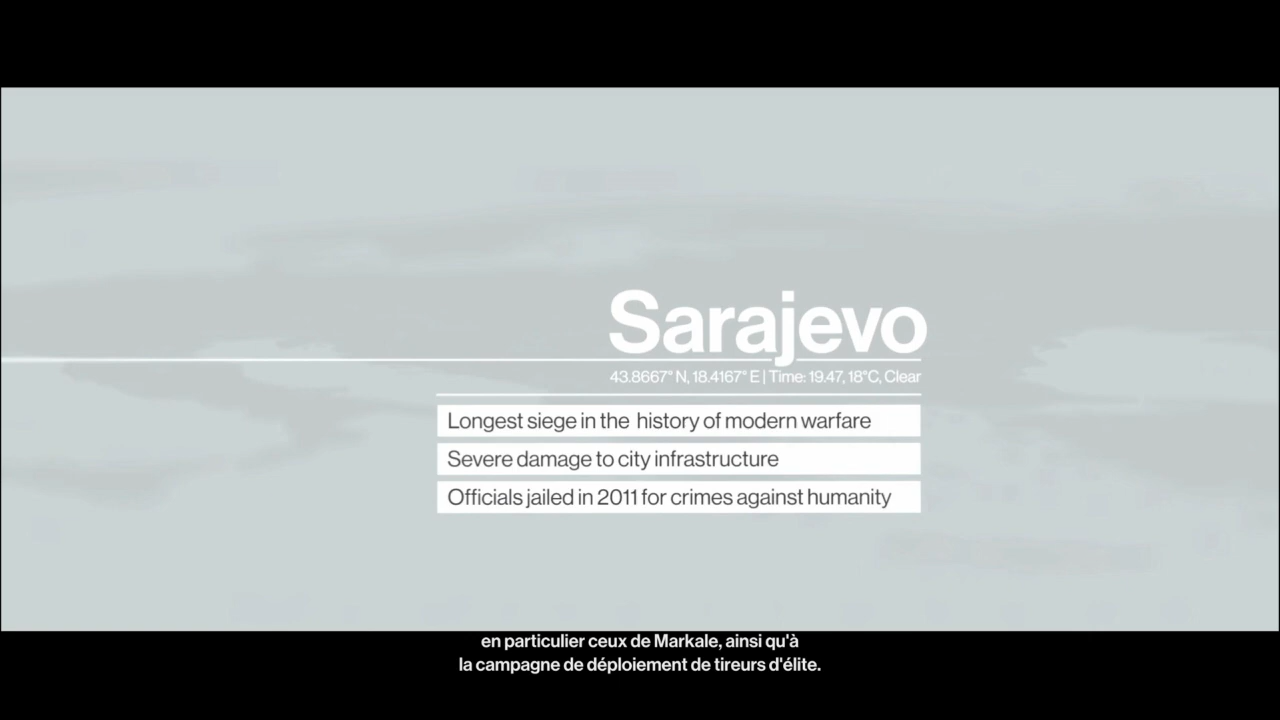 Sarajevo
43.8667° N, 18.4167° E | Time: 19.47, 18°C, Clear
Longest siege in the history of modern warfare
Severe damage to city infrastructure
Officials jailed in 2011 for crimes against humanity
en particulier ceux de Markale, ainsi qu'à
la campagne de déploiement de tireurs d'élite.